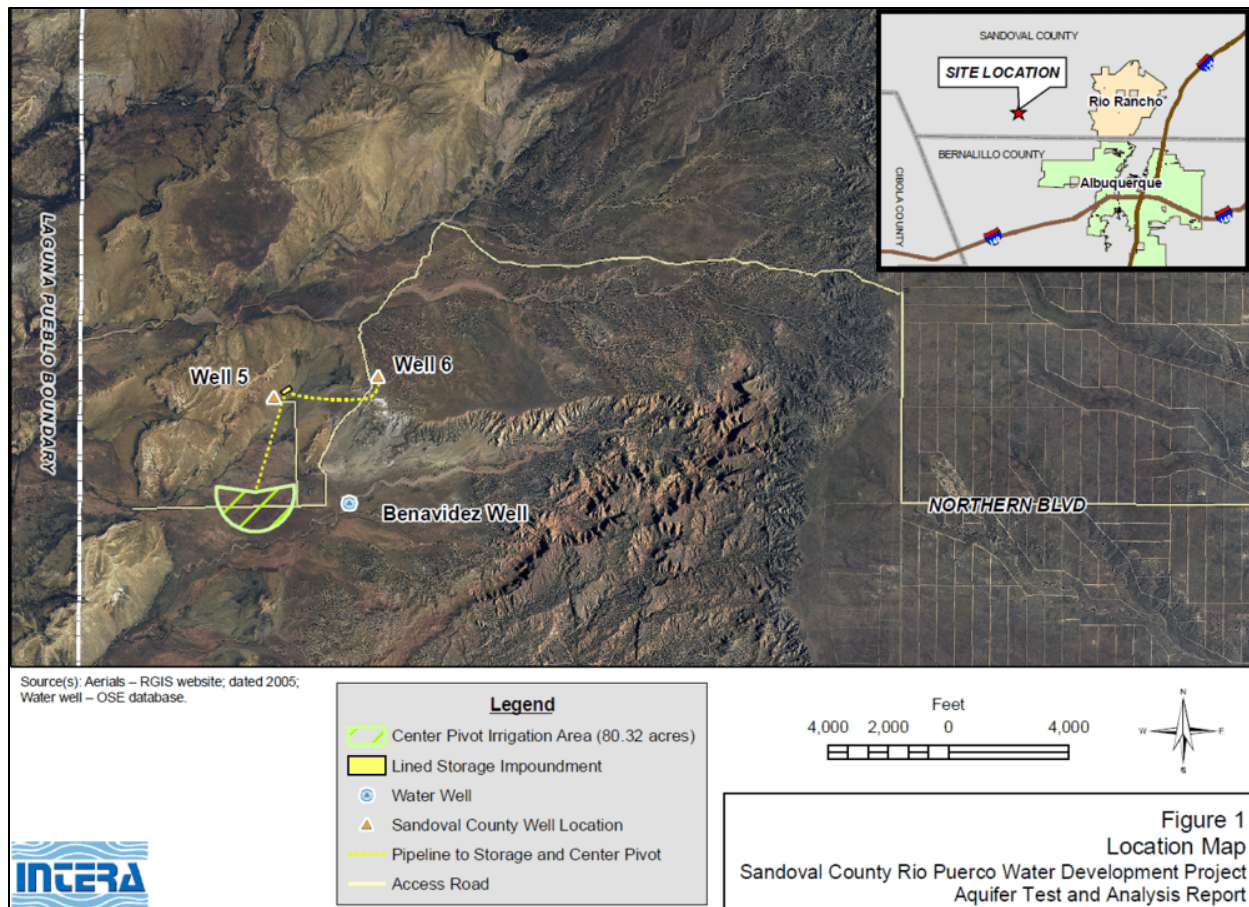 SANDOVAL COUNTY
SITE LOCATION
Rio Rancho
BERNALILLO COUNTY
CIBOLA COUNTY
Albuquerque
LAGUNA PUEBLO BOUNDARY
Well 5
Well 6
Benavidez Well
NORTHERN BLVD
Source(s): Aerials – RGIS website; dated 2005;
Water well – OSE database.
Legend
Center Pivot Irrigation Area (80.32 acres)
Lined Storage Impoundment
Water Well
Sandoval County Well Location
Pipeline to Storage and Center Pivot
Access Road
Feet
4,000 2,000 0 4,000
N
W E
S
INTERA
Figure 1
Location Map
Sandoval County Rio Puerco Water Development Project
Aquifer Test and Analysis Report